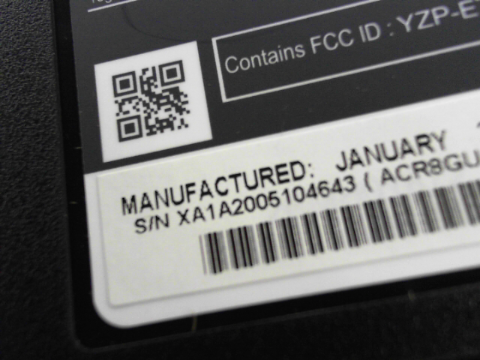 Contains FCC ID : YZP-E
MANUFACTURED: JANUARY
S/N XA1A2005104643 ( ACR8GU